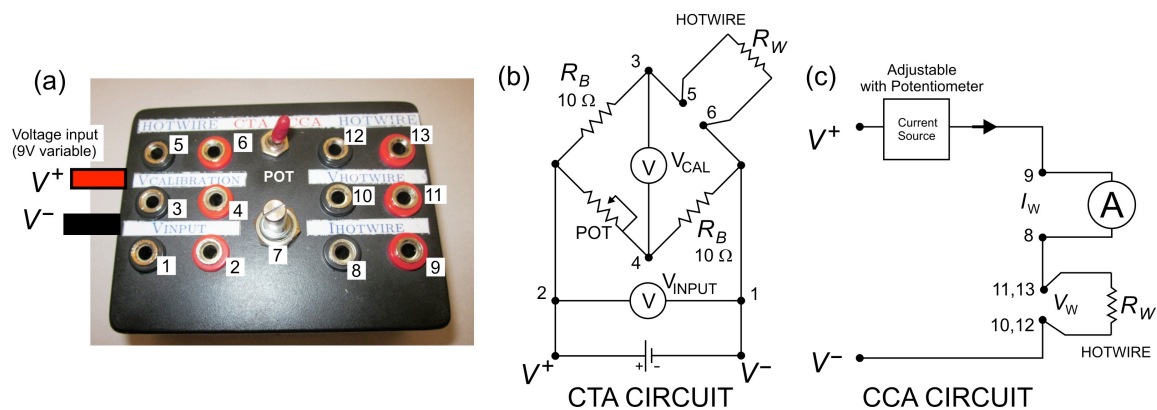 (a)
Voltage input
(9V variable)
V+
V−
HOTWIRE CTA CCA HOTWIRE
5 6 12 13
POT
VCALIBRATION VHOTWIRE
3 4 10 11
VINPUT IHOTWIRE
1 2 7 8 9
(b)
HOTWIRE
RW
3
RB
10 Ω
5
6
V VCAL
POT
RB
10 Ω
4
VINPUT
2 V 1
+ −
V+ V−
CTA CIRCUIT
(c)
Adjustable
with Potentiometer
V+
Current
Source
9
IW A
8
11,13
VW RW
10,12
HOTWIRE
V−
CCA CIRCUIT